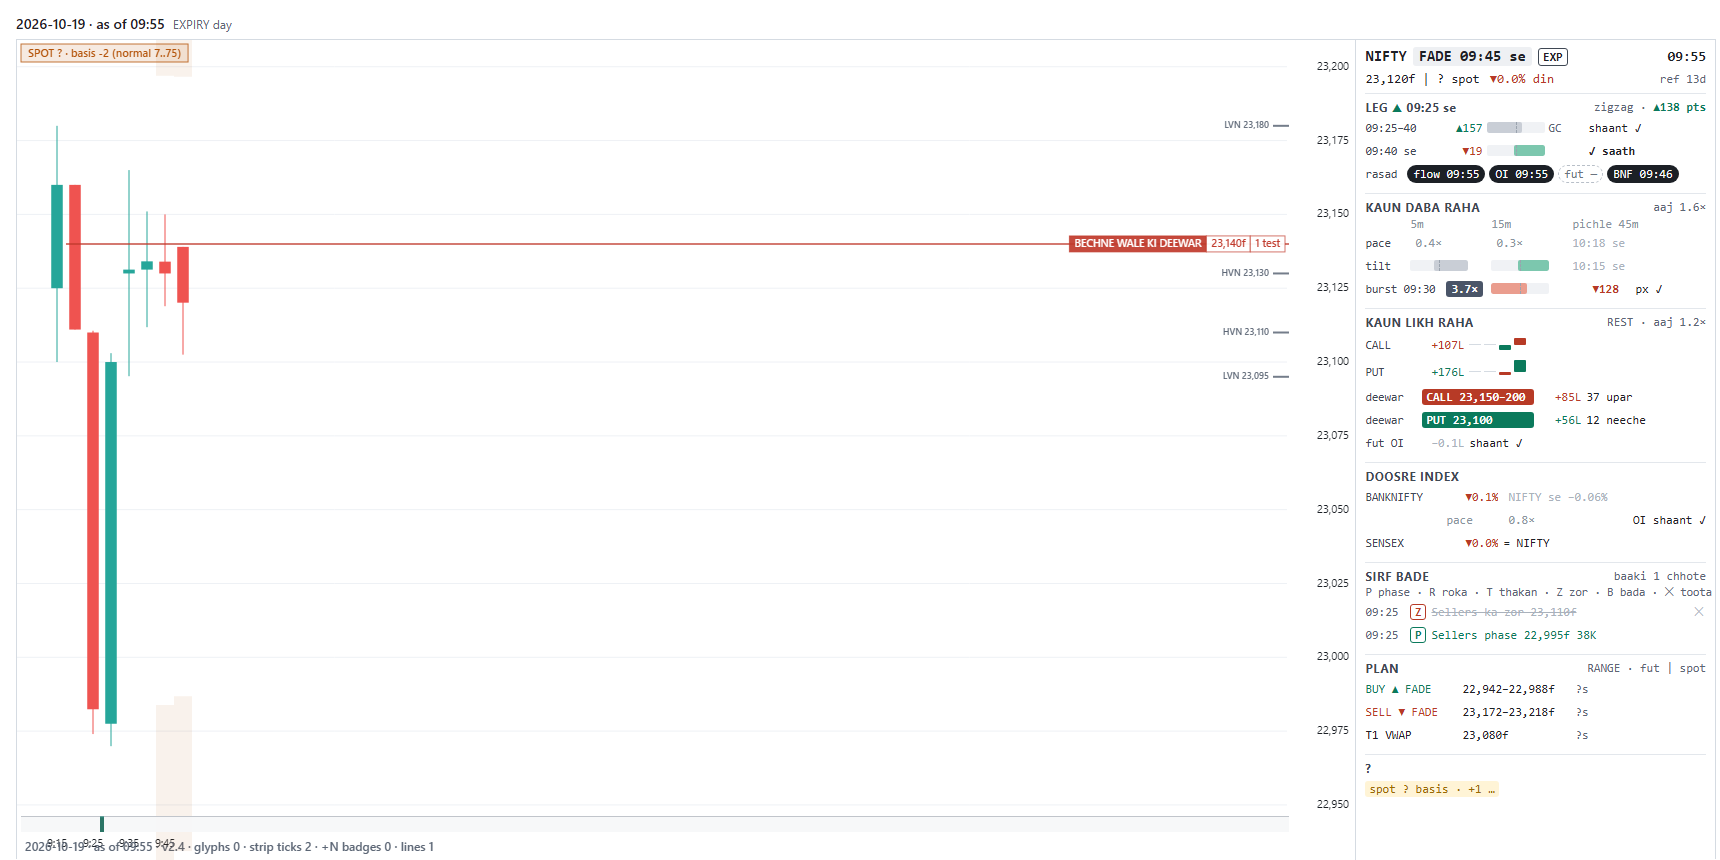 2026-10-19 · as of 09:55 EXPIRY day
SPOT ? · basis -2 (normal 7..75)
23,200
LVN 23,180
23,175
23,150
BECHNE WALE KI DEEWAR 23,140f 1 test
HVN 23,130
23,125
HVN 23,110
23,100
LVN 23,095
23,075
23,050
23,025
23,000
22,975
22,950
9:15 9:25 9:35 9:45
2026-10-19 · as of 09:55 · v2.4 · glyphs 0 · strip ticks 2 · +N badges 0 · lines 1
NIFTY FADE 09:45 se EXP 09:55
23,120f | ? spot ▼0.0% din ref 13d
LEG ▲ 09:25 se zigzag · ▲138 pts
09:25–40 ▲157 GC shaant ✓
09:40 se ▼19 ✓ saath
rasad flow 09:55 OI 09:55 fut — BNF 09:46
KAUN DABA RAHA aaj 1.6×
5m 15m pichle 45m
pace 0.4× 0.3× 10:18 se
tilt 10:15 se
burst 09:30 3.7× ▼128 px ✓
KAUN LIKH RAHA REST · aaj 1.2×
CALL +107L
PUT +176L
deewar CALL 23,150–200 +85L 37 upar
deewar PUT 23,100 +56L 12 neeche
fut OI −0.1L shaant ✓
DOOSRE INDEX
BANKNIFTY ▼0.1% NIFTY se −0.06%
pace 0.8× OI shaant ✓
SENSEX ▼0.0% = NIFTY
SIRF BADE baaki 1 chhote
P phase · R roka · T thakan · Z zor · B bada · ✕ toota
09:25 Z Sellers ka zor 23,110f ✕
09:25 P Sellers phase 22,995f 38K
PLAN RANGE · fut | spot
BUY ▲ FADE 22,942–22,988f ?s
SELL ▼ FADE 23,172–23,218f ?s
T1 VWAP 23,080f ?s
?
spot ? basis · +1 …